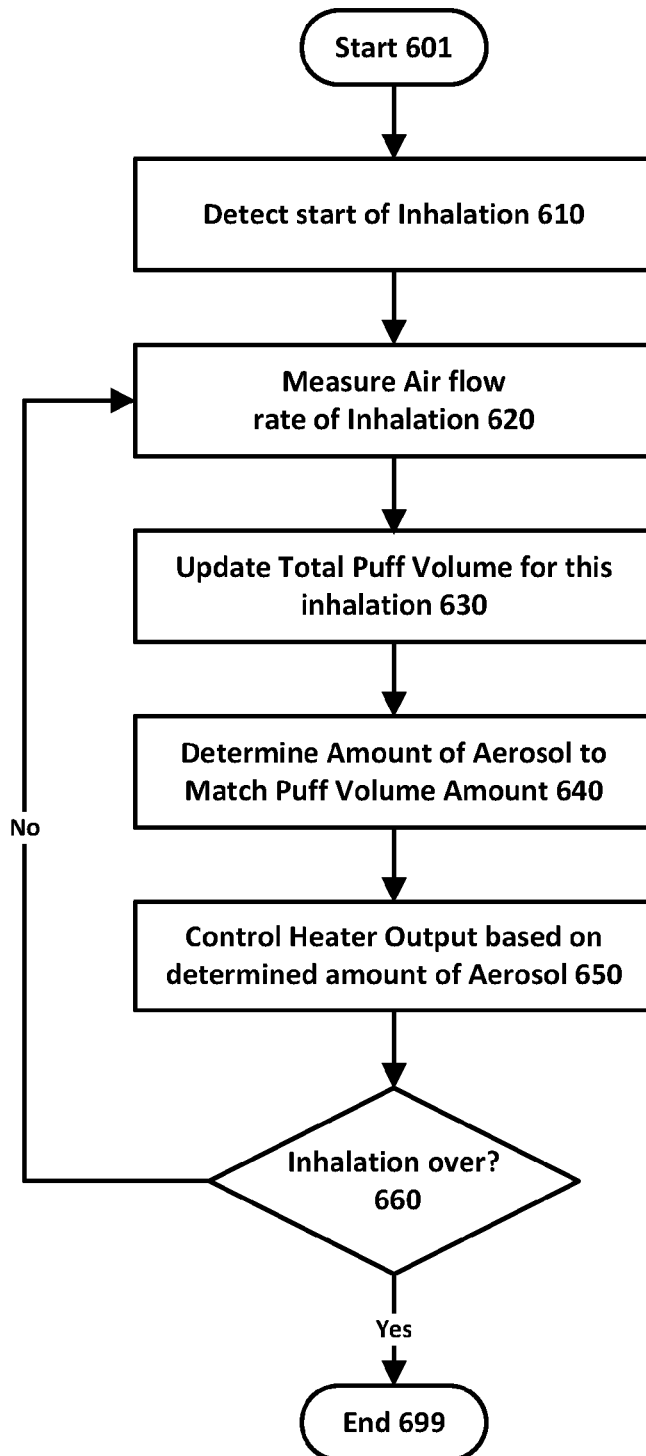 Start 601
Detect start of Inhalation 610
Measure Air flow
rate of Inhalation 620
Update Total Puff Volume for this
inhalation 630
Determine Amount of Aerosol to
Match Puff Volume Amount 640
No
Control Heater Output based on
determined amount of Aerosol 650
Inhalation over?
660
Yes
End 699